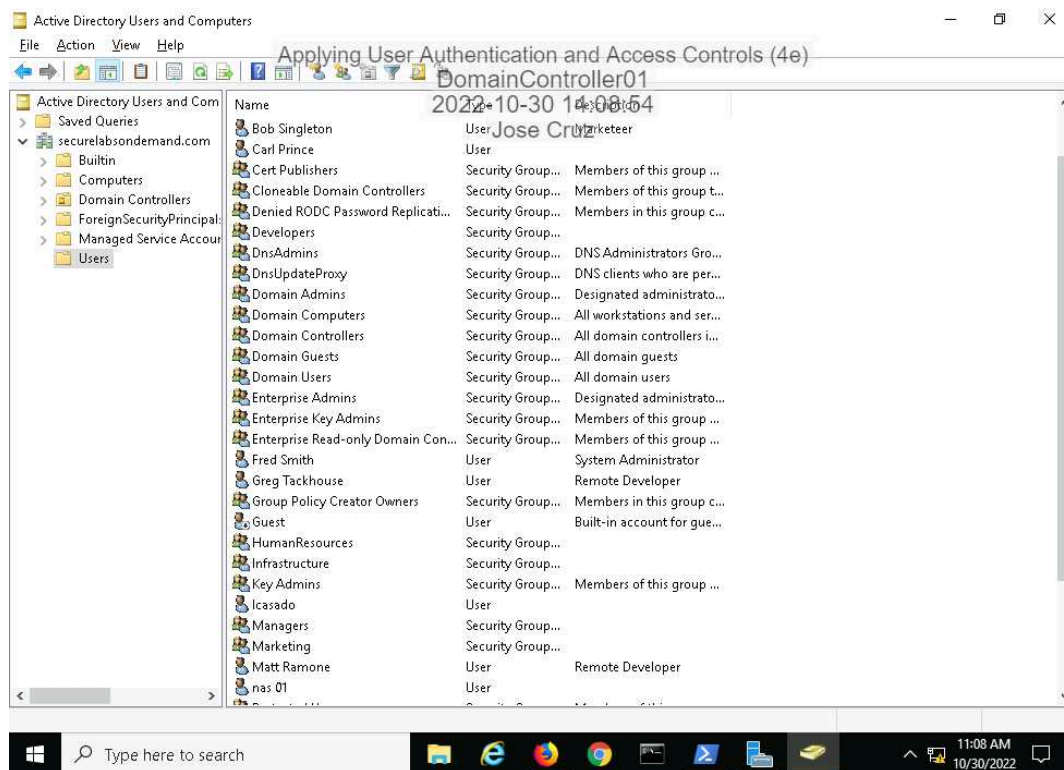 Active Directory Users and Computers
File Action View Help
Applying User Authentication and Access Controls (4e)
DomainController01
2022-10-30 14:08:54
Jose Cruz
Active Directory Users and Com
Saved Queries
securelabsondemand.com
Builtin
Computers
Domain Controllers
ForeignSecurityPrincipal
Managed Service Accour
Users
Name Type Description
Bob Singleton User Marketeer
Carl Prince User
Cert Publishers Security Group... Members of this group ...
Cloneable Domain Controllers Security Group... Members of this group t...
Denied RODC Password Replicati... Security Group... Members in this group c...
Developers Security Group...
DnsAdmins Security Group... DNS Administrators Gro...
DnsUpdateProxy Security Group... DNS clients who are per...
Domain Admins Security Group... Designated administrato...
Domain Computers Security Group... All workstations and ser...
Domain Controllers Security Group... All domain controllers i...
Domain Guests Security Group... All domain guests
Domain Users Security Group... All domain users
Enterprise Admins Security Group... Designated administrato...
Enterprise Key Admins Security Group... Members of this group ...
Enterprise Read-only Domain Con... Security Group... Members of this group ...
Fred Smith User System Administrator
Greg Tackhouse User Remote Developer
Group Policy Creator Owners Security Group... Members in this group c...
Guest User Built-in account for gue...
HumanResources Security Group...
Infrastructure Security Group...
Key Admins Security Group... Members of this group ...
lcasado User
Managers Security Group...
Marketing Security Group...
Matt Ramone User Remote Developer
nas 01 User
Type here to search
11:08 AM
10/30/2022